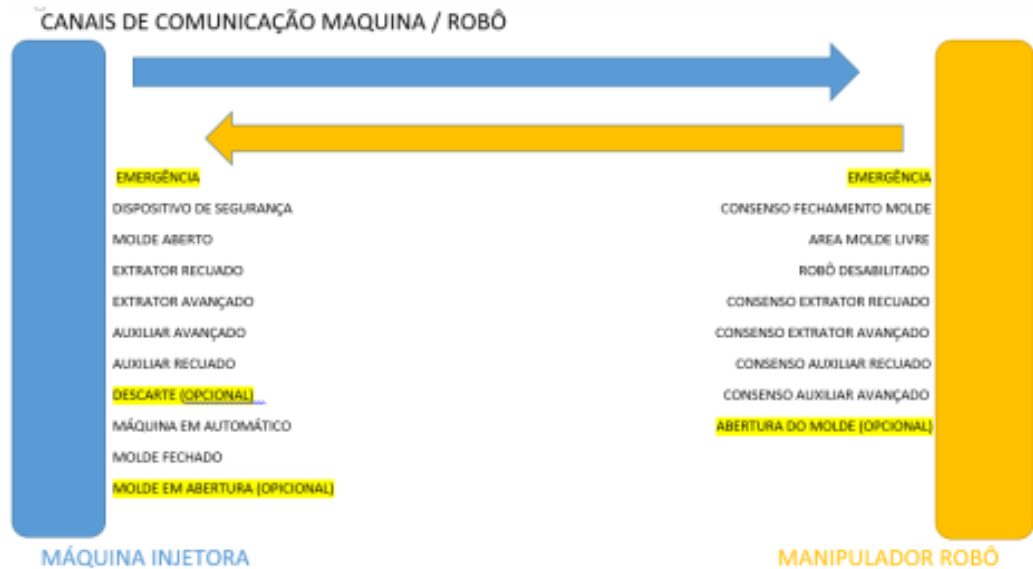 CANAIS DE COMUNICAÇÃO MAQUINA / ROBÔ
EMERGÊNCIA
DISPOSITIVO DE SEGURANÇA
MOLDE ABERTO
EXTRATOR RECUADO
EXTRATOR AVANÇADO
AUXILIAR AVANÇADO
AUXILIAR RECUADO
DESCARTE (OPCIONAL)
MÁQUINA EM AUTOMÁTICO
MOLDE FECHADO
MOLDE EM ABERTURA (OPICIONAL)
MÁQUINA INJETORA
EMERGÊNCIA
CONSENSO FECHAMENTO MOLDE
AREA MOLDE LIVRE
ROBÔ DESABILITADO
CONSENSO EXTRATOR RECUADO
CONSENSO EXTRATOR AVANÇADO
CONSENSO AUXILIAR RECUADO
CONSENSO AUXILIAR AVANÇADO
ABERTURA DO MOLDE (OPCIONAL)
MANIPULADOR ROBÔ